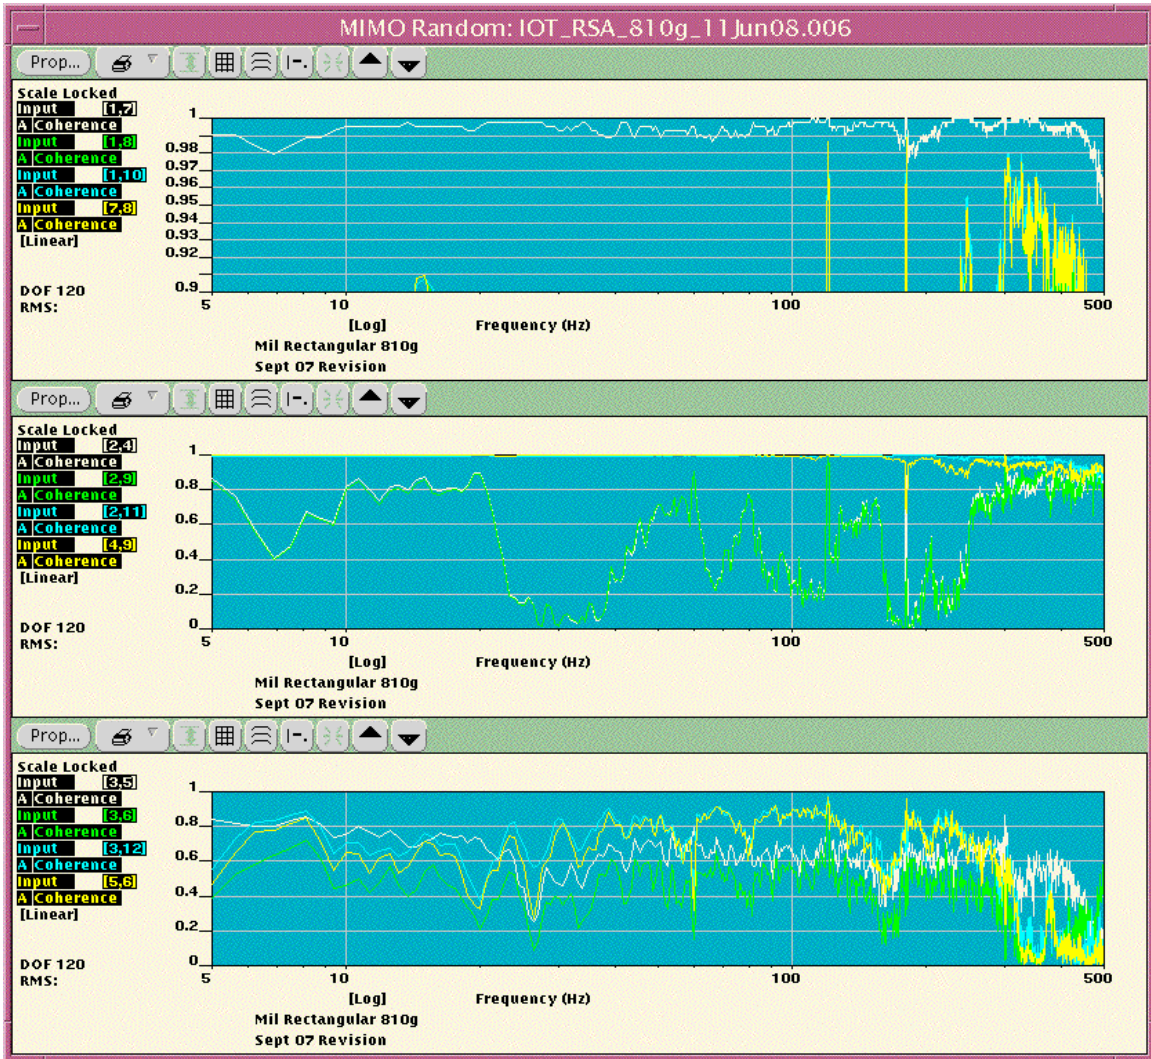 MIMO Random: IOT_RSA_810g_11Jun08.006
Prop...
Scale Locked
Input [1,7]
A Coherence
Input [1,8]
A Coherence
Input [1,10]
A Coherence
Input [7,8]
A Coherence
[Linear]
DOF 120
RMS:
1
0.98
0.97
0.96
0.95
0.94
0.93
0.92
0.9
5 10 100 500
[Log] Frequency (Hz)
Mil Rectangular 810g
Sept 07 Revision
Prop...
Scale Locked
Input [2,4]
A Coherence
Input [2,9]
A Coherence
Input [2,11]
A Coherence
Input [4,9]
A Coherence
[Linear]
DOF 120
RMS:
1
0.8
0.6
0.4
0.2
0
5 10 100 500
[Log] Frequency (Hz)
Mil Rectangular 810g
Sept 07 Revision
Prop...
Scale Locked
Input [3,5]
A Coherence
Input [3,6]
A Coherence
Input [3,12]
A Coherence
Input [5,6]
A Coherence
[Linear]
DOF 120
RMS:
1
0.8
0.6
0.4
0.2
0
5 10 100 500
[Log] Frequency (Hz)
Mil Rectangular 810g
Sept 07 Revision